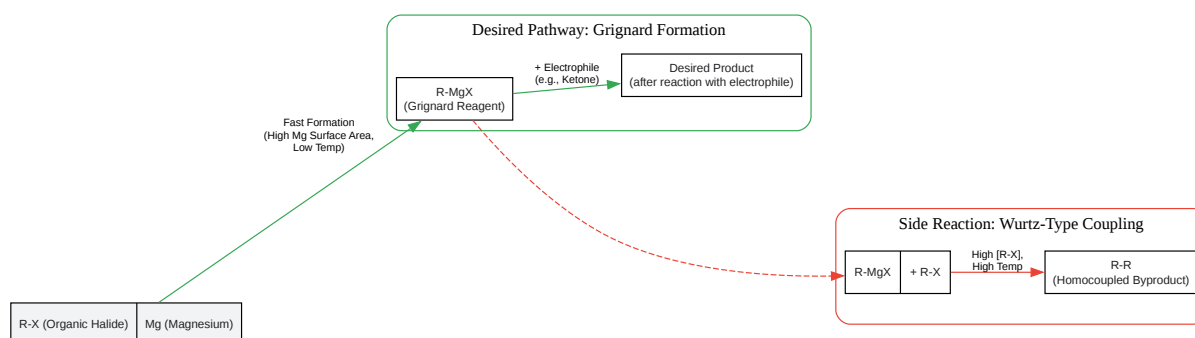 Desired Pathway: Grignard Formation
R-MgX
(Grignard Reagent)
+ Electrophile
(e.g., Ketone)
Desired Product
(after reaction with electrophile)
Fast Formation
(High Mg Surface Area,
Low Temp)
Side Reaction: Wurtz-Type Coupling
R-MgX
+ R-X
High [R-X],
High Temp
R-R
(Homocoupled Byproduct)
R-X (Organic Halide)
Mg (Magnesium)